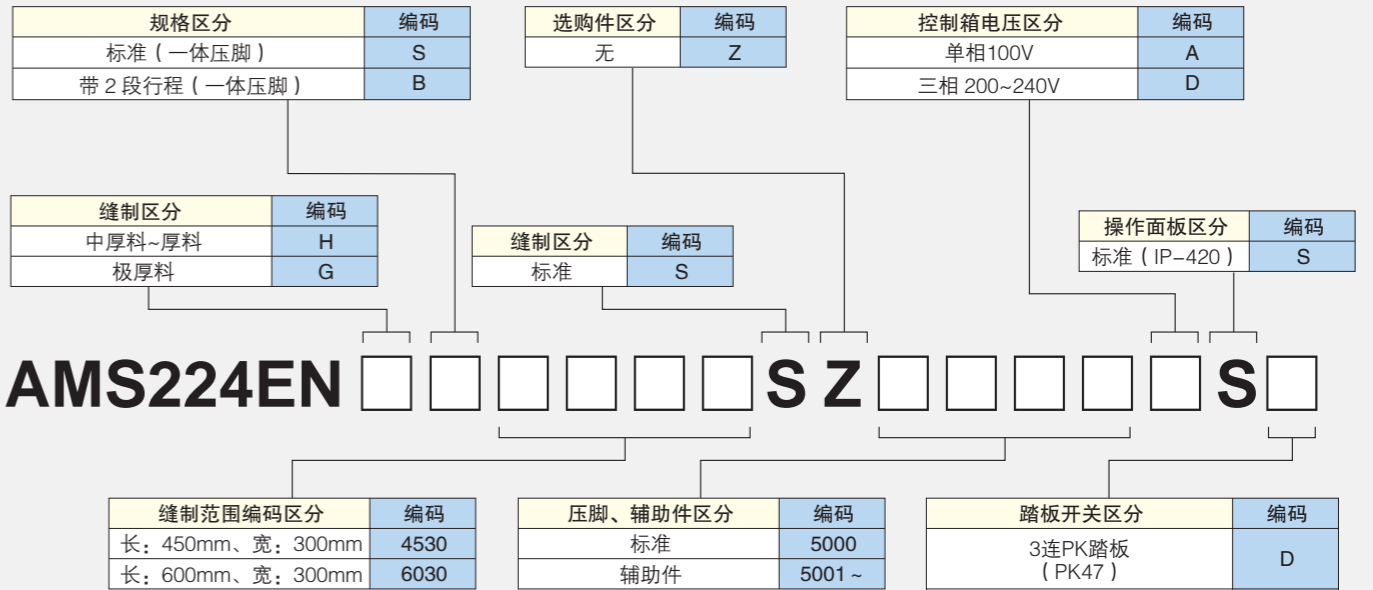 规格区分 编码
标准（一体压脚） S
带2段行程（一体压脚） B
选购件区分 编码
无 Z
控制箱电压区分 编码
单相100V A
三相 200~240V D
缝制区分 编码
中厚料~厚料 H
极厚料 G
缝制区分 编码
标准 S
操作面板区分 编码
标准（IP-420） S
AMS224EN □□□□□□SZ□□□□□S□
缝制范围编码区分 编码
长：450mm、宽：300mm 4530
长：600mm、宽：300mm 6030
压脚、辅助件区分 编码
标准 5000
辅助件 5001~
踏板开关区分 编码
3连PK踏板
（PK47） D